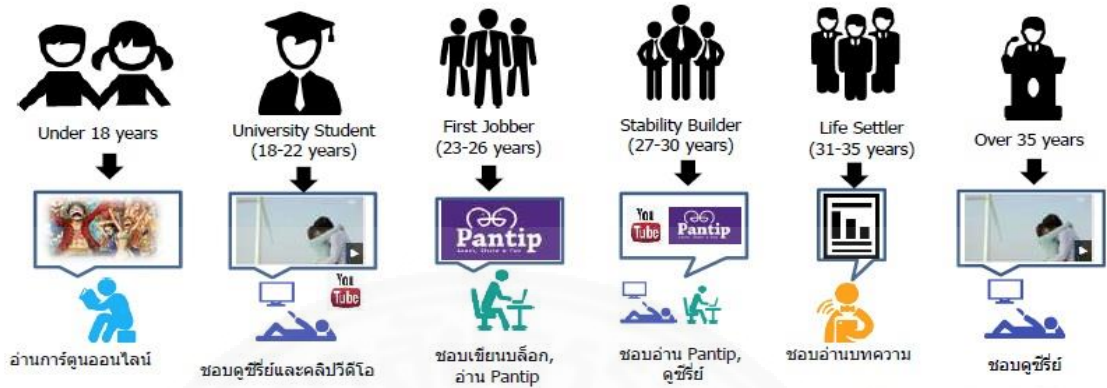 Under 18 years
University Student
(18-22 years)
First Jobber
(23-26 years)
Stability Builder
(27-30 years)
Life Settler
(31-35 years)
Over 35 years
Pantip
You
Tube
Pantip
You
Tube
อ่านการ์ตูนออนไลน์
ชอบดูซีรี่ย์และคลิปวีดีโอ
ชอบเขียนบล็อก,
อ่าน Pantip
ชอบอ่าน Pantip,
ดูซีรี่ย์
ชอบอ่านบทความ
ชอบดูซีรี่ย์